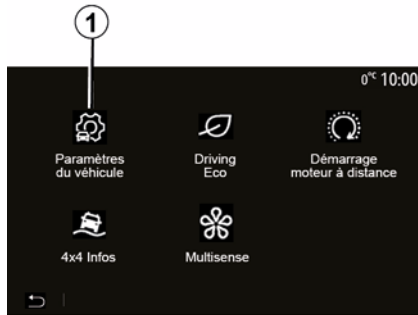 1
0°C 10:00
Paramètres
du véhicule
Driving
Eco
Démarrage
moteur à distance
4x4 Infos
Multisense